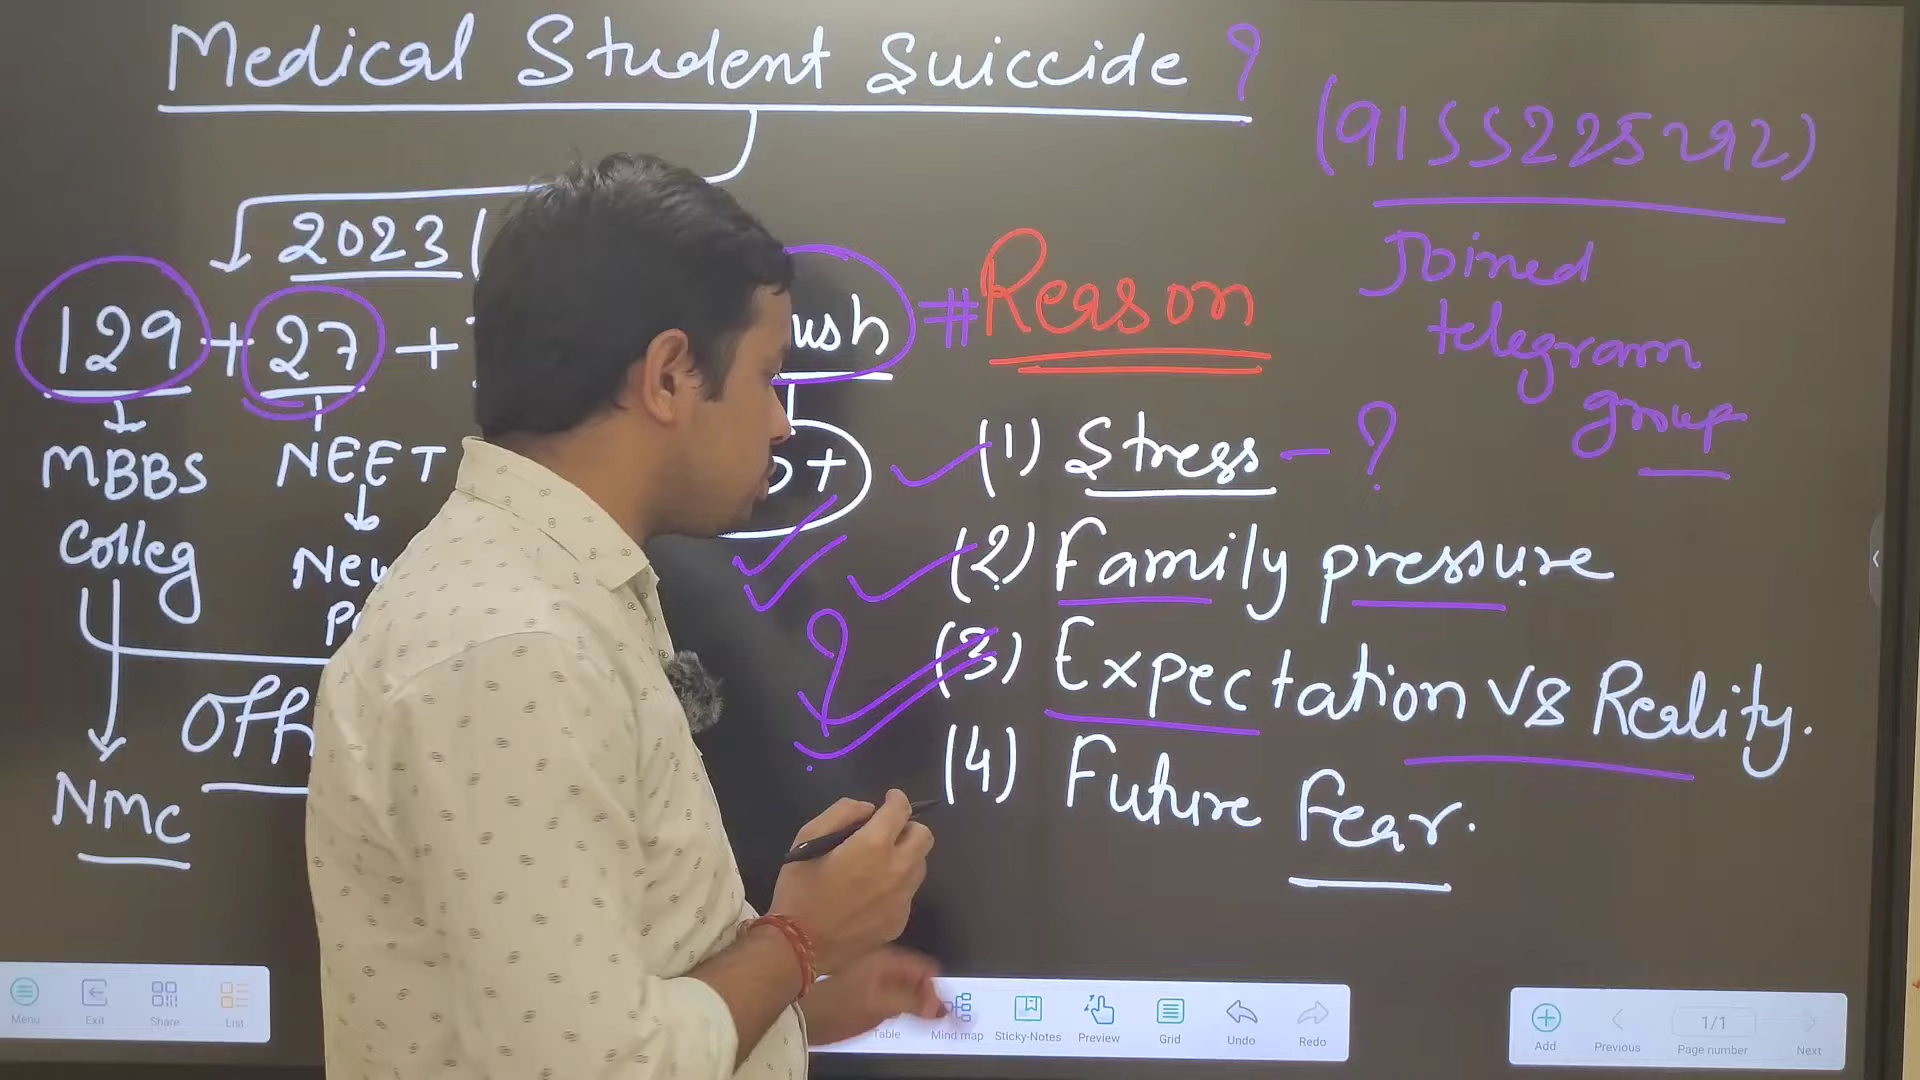 Medical Student Suiccide ?
(9155225292)
Joined
telegram
group
2023
129 + 27 +
ush
# Reason
MBBS
Colleg
NEET
(1) Stress - ?
(2) Family pressure
(3) Expectation vs Reality.
(4) Future fear.
NMC
Menu
Exit
Share
List
Table
Mind map
Sticky-Notes
Preview
Grid
Undo
Redo
Add
Previous
1/1
Page number
Next